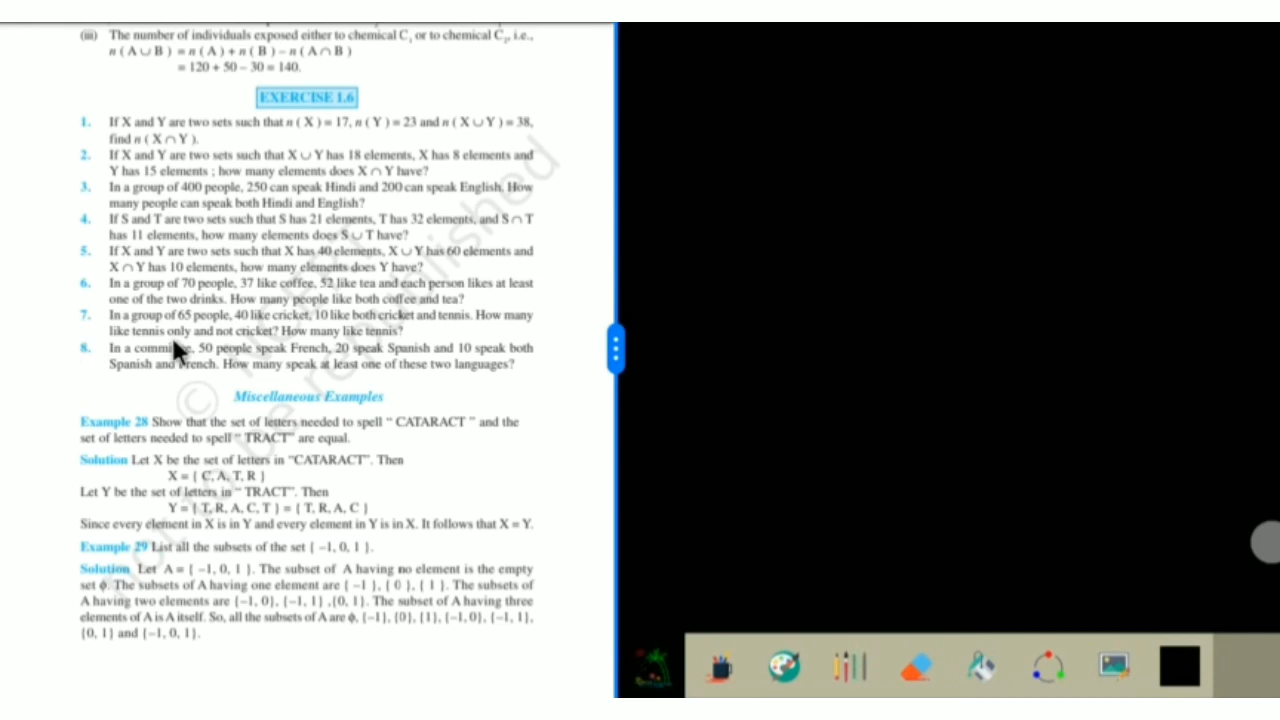 (iii) The number of individuals exposed either to chemical C₁ or to chemical C₂, i.e.,
n ( A ∪ B ) = n ( A ) + n ( B ) – n ( A ∩ B )
= 120 + 50 – 30 = 140.
EXERCISE 1.6
1. If X and Y are two sets such that n ( X ) = 17, n ( Y ) = 23 and n ( X ∪ Y ) = 38,
find n ( X ∩ Y ).
2. If X and Y are two sets such that X ∪ Y has 18 elements, X has 8 elements and
Y has 15 elements ; how many elements does X ∩ Y have?
3. In a group of 400 people, 250 can speak Hindi and 200 can speak English. How
many people can speak both Hindi and English?
4. If S and T are two sets such that S has 21 elements, T has 32 elements, and S ∩ T
has 11 elements, how many elements does S ∪ T have?
5. If X and Y are two sets such that X has 40 elements, X ∪ Y has 60 elements and
X ∩ Y has 10 elements, how many elements does Y have?
6. In a group of 70 people, 37 like coffee, 52 like tea and each person likes at least
one of the two drinks. How many people like both coffee and tea?
7. In a group of 65 people, 40 like cricket, 10 like both cricket and tennis. How many
like tennis only and not cricket? How many like tennis?
8. In a , 50 people speak French, 20 speak Spanish and 10 speak both
Spanish and French. How many speak at least one of these two languages?
Miscellaneous Examples
Example 28 Show that the set of letters needed to spell " CATARACT " and the
set of letters needed to spell " TRACT" are equal.
Solution Let X be the set of letters in "CATARACT". Then
X = { C, A, T, R }
Let Y be the set of letters in " TRACT". Then
Y = { T, R, A, C, T } = { T, R, A, C }
Since every element in X is in Y and every element in Y is in X. It follows that X = Y.
Example 29 List all the subsets of the set { –1, 0, 1 }.
Solution Let A = { –1, 0, 1 }. The subset of A having no element is the empty
set ϕ. The subsets of A having one element are { –1 }, { 0 }, { 1 }. The subsets of
A having two elements are {–1, 0}, {–1, 1} ,{0, 1}. The subset of A having three
elements of A is A itself. So, all the subsets of A are ϕ, {–1}, {0}, {1}, {–1, 0}, {–1, 1},
{0, 1} and {–1, 0, 1}.
not to be republished